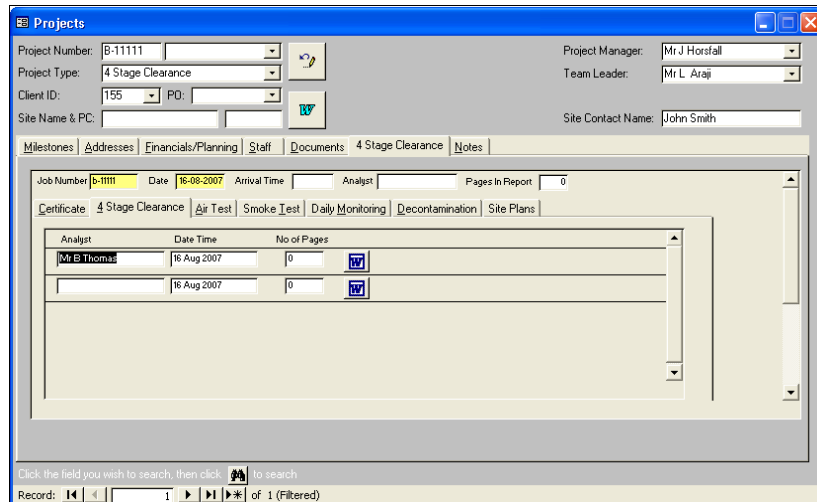 Projects
Project Number: B-11111 Project Manager: Mr J Horsfall
Project Type: 4 Stage Clearance Team Leader: Mr L Araji
Client ID: 155 PO:
Site Name & PC: Site Contact Name: John Smith
Milestones Addresses Financials/Planning Staff Documents 4 Stage Clearance Notes
Job Number b-11111 Date 16-08-2007 Arrival Time Analyst Pages In Report 0
Certificate 4 Stage Clearance Air Test Smoke Test Daily Monitoring Decontamination Site Plans
Analyst Date Time No of Pages
Mr B Thomas 16 Aug 2007 0
16 Aug 2007 0
Click the field you wish to search, then click to search
Record: 1 of 1 (Filtered)